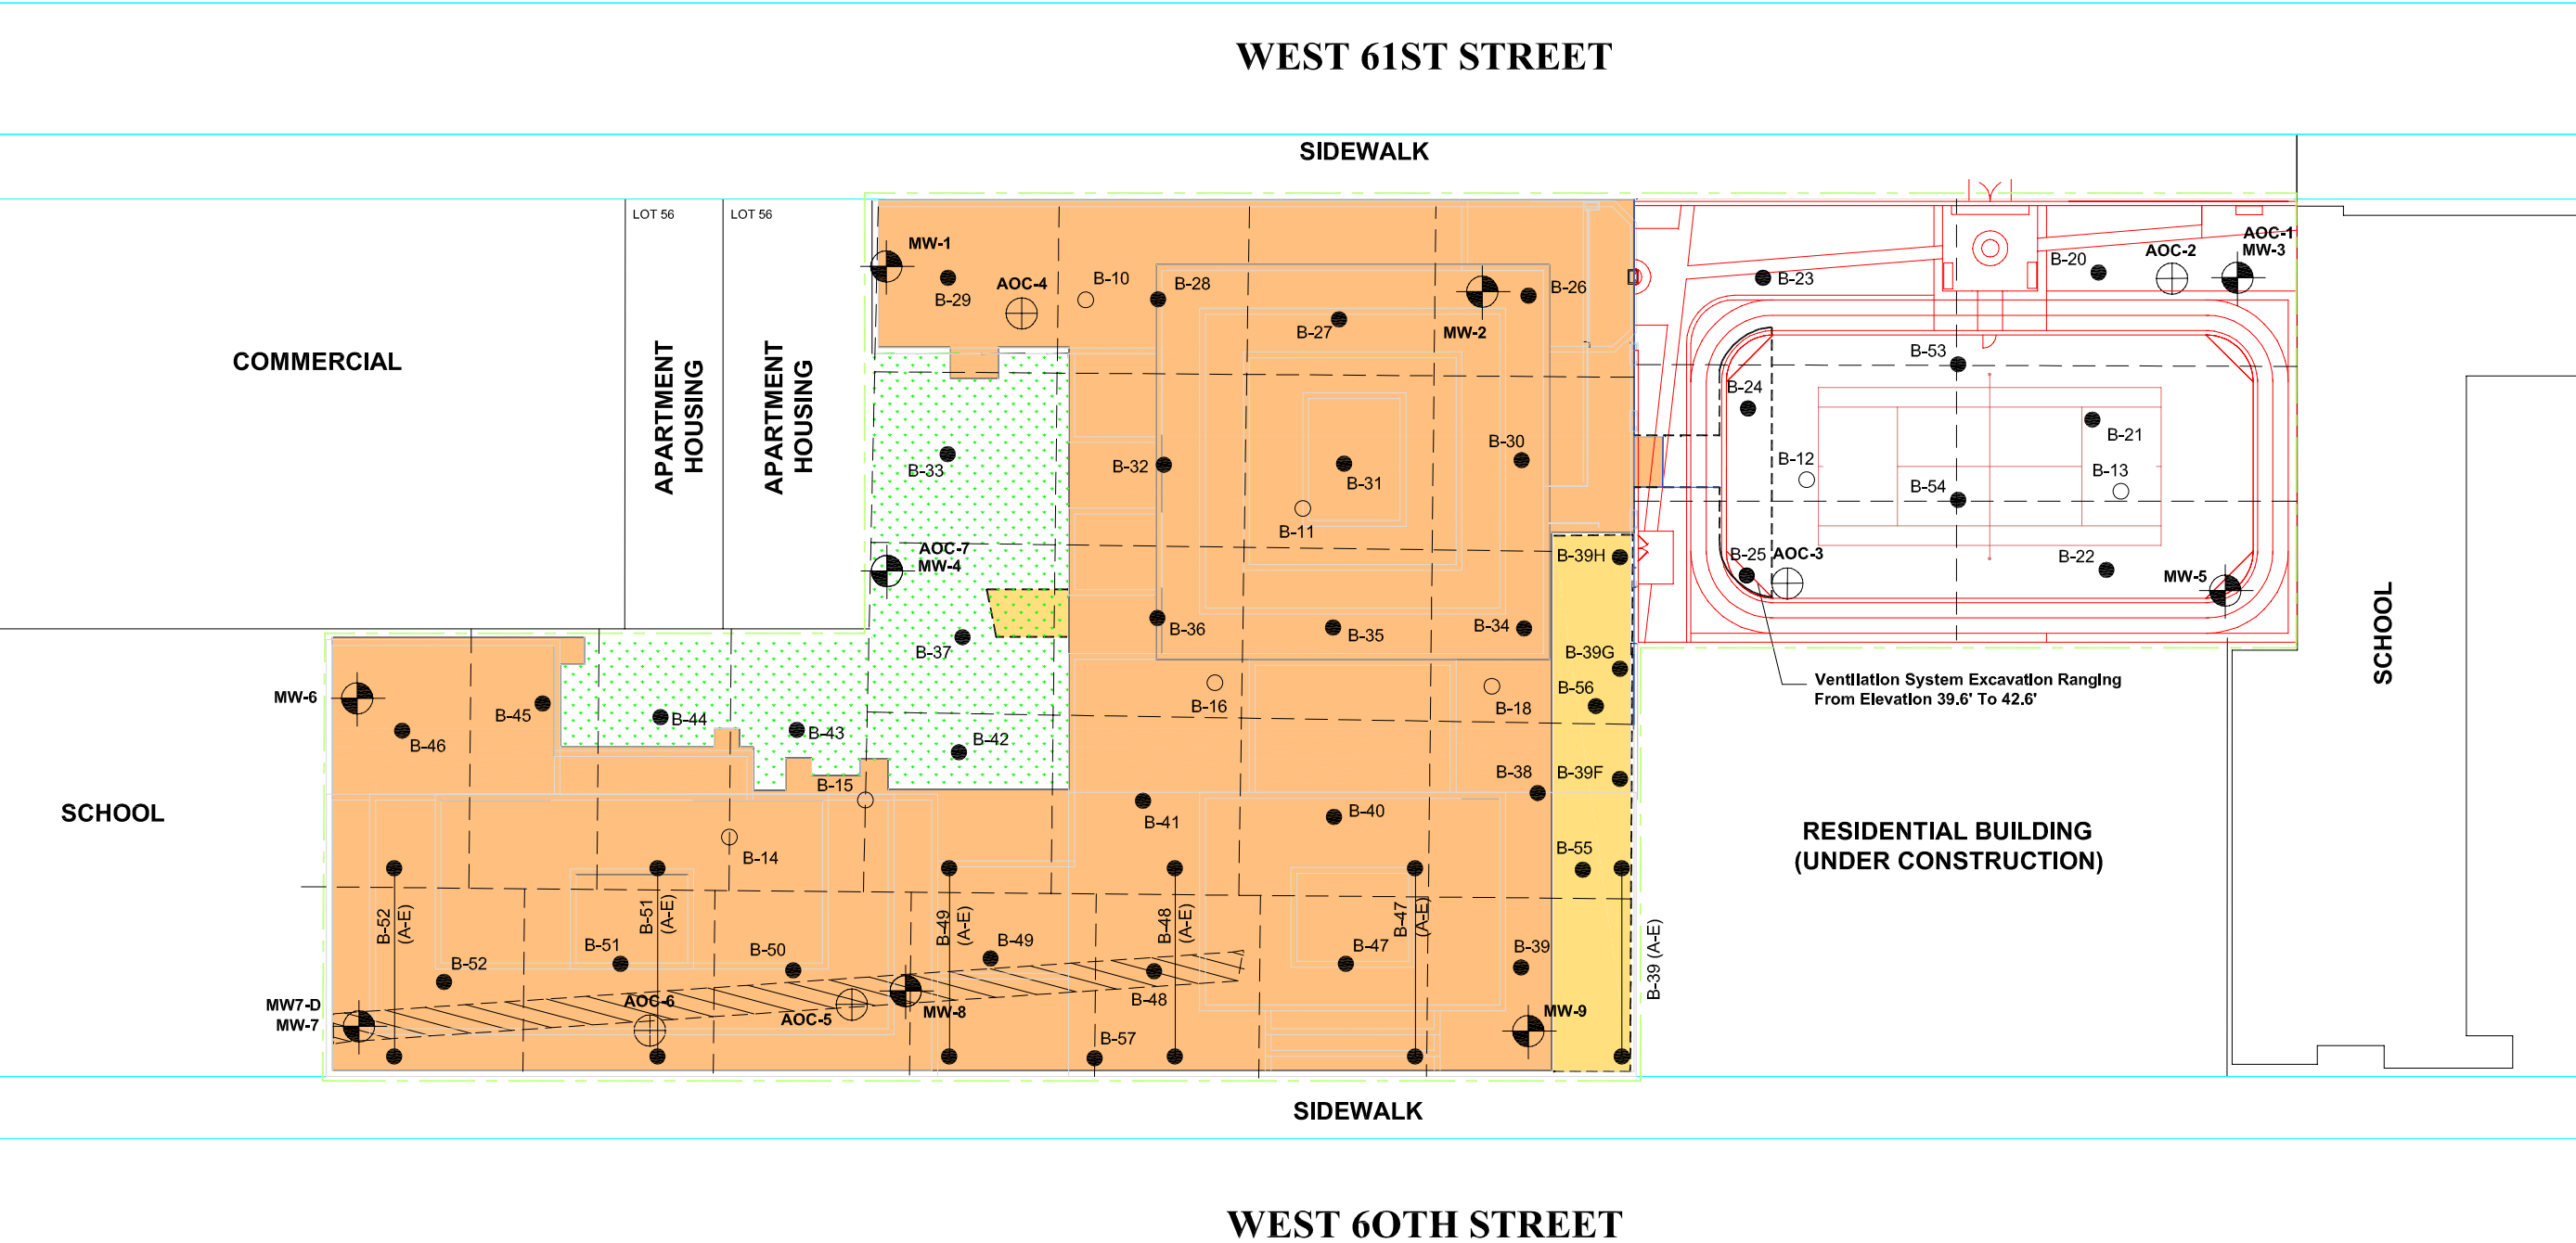 WEST 61ST STREET
SIDEWALK
LOT 56
LOT 56
COMMERCIAL
APARTMENT
HOUSING
APARTMENT
HOUSING
MW-1
B-29
AOC-4
B-10
B-28
B-27
MW-2
B-26
B-23
B-20
AOC-2
AOC-1
MW-3
B-53
B-24
B-21
B-12
B-13
B-54
B-33
B-32
B-31
B-30
B-11
AOC-7
MW-4
B-39H
B-25
AOC-3
B-22
MW-5
B-36
B-35
B-34
B-37
B-39G
B-56
Ventilation System Excavation Ranging
From Elevation 39.6' To 42.6'
SCHOOL
MW-6
B-46
B-45
B-44
B-43
B-42
B-16
B-18
B-15
B-38
B-39F
B-41
B-40
SCHOOL
B-14
B-55
RESIDENTIAL BUILDING
(UNDER CONSTRUCTION)
B-52
(A-E)
B-51
(A-E)
B-49
(A-E)
B-48
(A-E)
B-47
(A-E)
B-39 (A-E)
B-52
B-51
B-50
B-49
B-48
B-47
B-39
MW7-D
MW-7
AOC-6
AOC-5
MW-8
B-57
MW-9
SIDEWALK
WEST 6OTH STREET